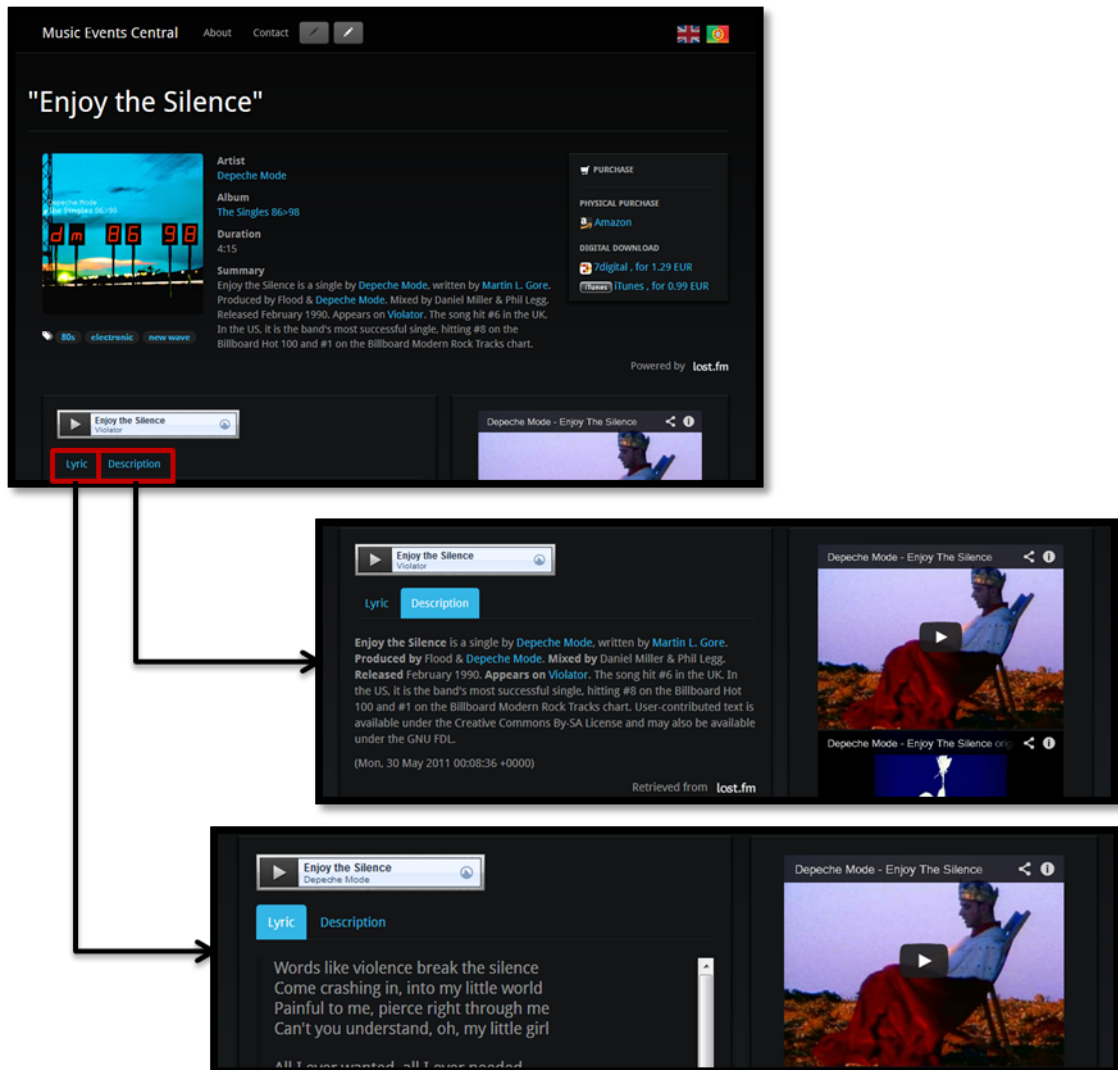 Music Events Central About Contact
"Enjoy the Silence"
Depeche Mode
The Singles 86>98
dm 86 98
80s electronic new wave
Artist
Depeche Mode
Album
The Singles 86>98
Duration
4:15
Summary
Enjoy the Silence is a single by Depeche Mode, written by Martin L. Gore.
Produced by Flood & Depeche Mode. Mixed by Daniel Miller & Phil Legg.
Released February 1990. Appears on Violator. The song hit #6 in the UK.
In the US, it is the band's most successful single, hitting #8 on the
Billboard Hot 100 and #1 on the Billboard Modern Rock Tracks chart.
PURCHASE
PHYSICAL PURCHASE
Amazon
DIGITAL DOWNLOAD
7digital , for 1.29 EUR
iTunes iTunes , for 0.99 EUR
Powered by lost.fm
Enjoy the Silence
Violator
Lyric Description
Depeche Mode - Enjoy The Silence
Enjoy the Silence
Violator
Lyric Description
Enjoy the Silence is a single by Depeche Mode, written by Martin L. Gore.
Produced by Flood & Depeche Mode. Mixed by Daniel Miller & Phil Legg.
Released February 1990. Appears on Violator. The song hit #6 in the UK. In
the US, it is the band's most successful single, hitting #8 on the Billboard Hot
100 and #1 on the Billboard Modern Rock Tracks chart. User-contributed text is
available under the Creative Commons By-SA License and may also be available
under the GNU FDL.
(Mon, 30 May 2011 00:08:36 +0000)
Retrieved from lost.fm
Depeche Mode - Enjoy The Silence
Depeche Mode - Enjoy The Silence orig
Enjoy the Silence
Depeche Mode
Lyric Description
Words like violence break the silence
Come crashing in, into my little world
Painful to me, pierce right through me
Can't you understand, oh, my little girl
All I ever wanted, all I ever needed
Depeche Mode - Enjoy The Silence